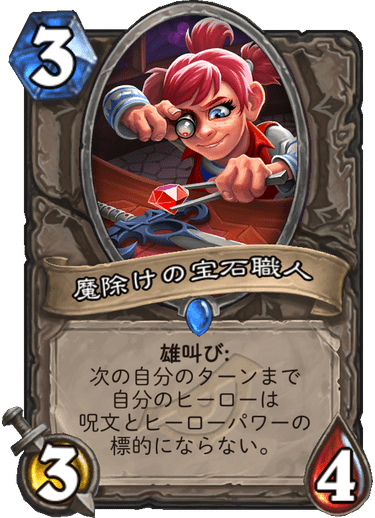 3
魔除けの宝石職人
雄叫び:
次の自分のターンまで
自分のヒーローは
呪文とヒーローパワーの
標的にならない。
3
4